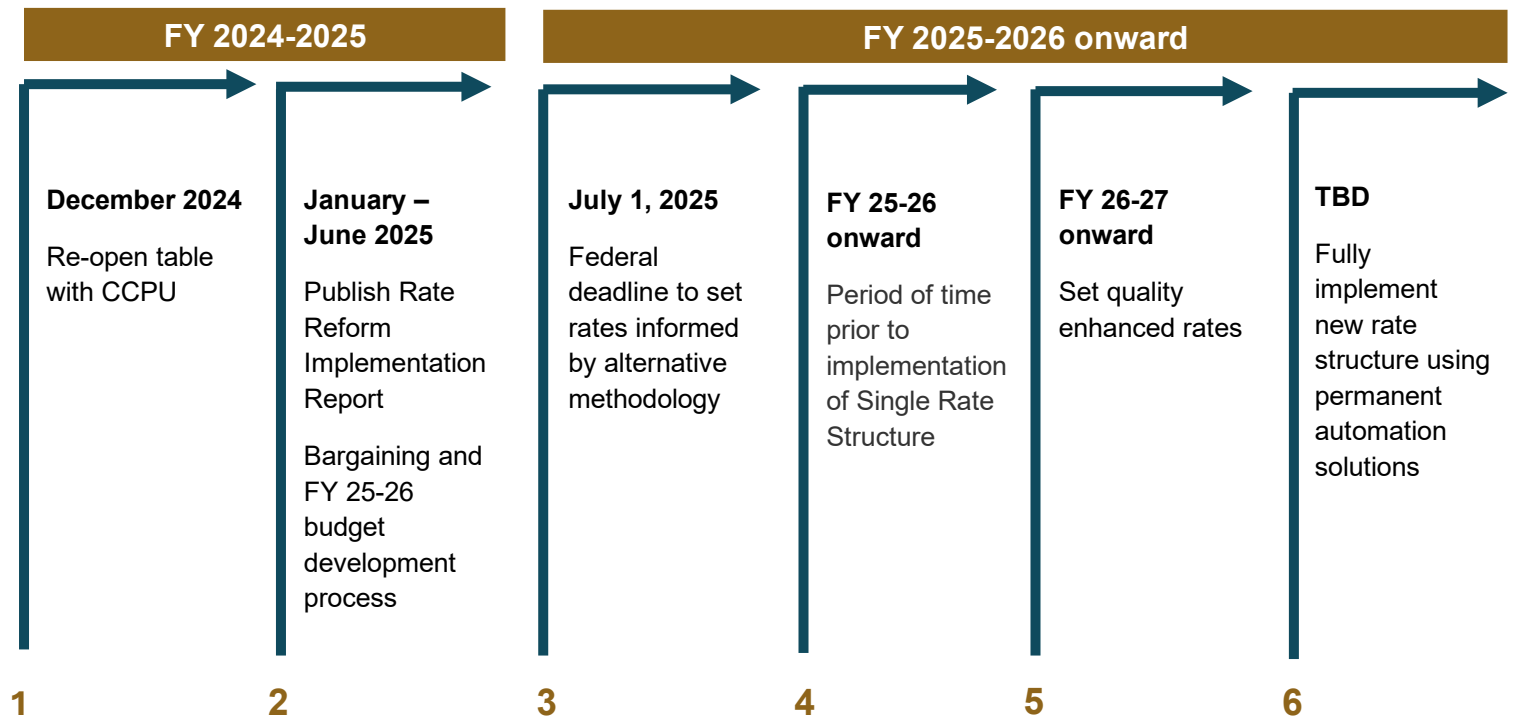 FY 2024-2025
FY 2025-2026 onward
December 2024
Re-open table
with CCPU
January –
June 2025
Publish Rate
Reform
Implementation
Report
Bargaining and
FY 25-26
budget
development
process
July 1, 2025
Federal
deadline to set
rates informed
by alternative
methodology
FY 25-26
onward
Period of time
prior to
implementation
of Single Rate
Structure
FY 26-27
onward
Set quality
enhanced rates
TBD
Fully
implement
new rate
structure using
permanent
automation
solutions
1
2
3
4
5
6